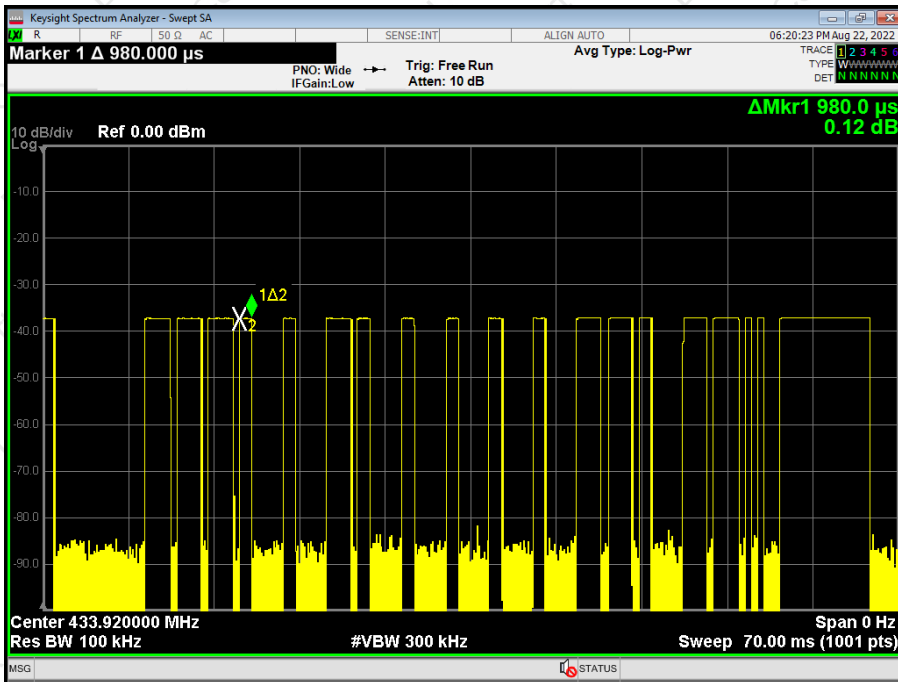 Keysight Spectrum Analyzer - Swept SA
LXI R RF 50 Ω AC SENSE:INT ALIGN AUTO 06:20:23 PM Aug 22, 2022
Marker 1 Δ 980.000 µs
PNO: Wide
IFGain:Low
Trig: Free Run
Atten: 10 dB
Avg Type: Log-Pwr
TRACE 1 2 3 4 5 6
TYPE WWWWWW
DET N N N N N N
ΔMkr1 980.0 µs
0.12 dB
10 dB/div Ref 0.00 dBm
Log
-10.0
-20.0
-30.0
1Δ2
2
-40.0
-50.0
-60.0
-70.0
-80.0
-90.0
Center 433.920000 MHz Span 0 Hz
Res BW 100 kHz #VBW 300 kHz Sweep 70.00 ms (1001 pts)
MSG STATUS